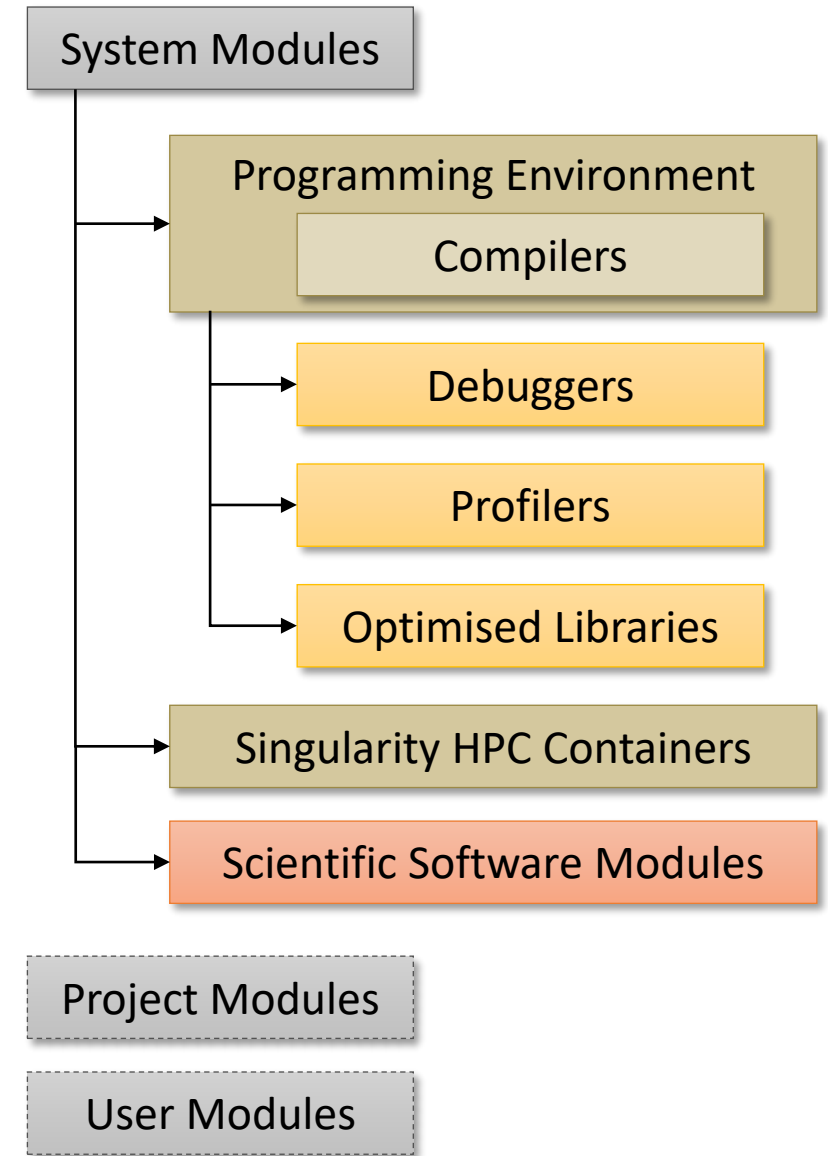 System Modules
Programming Environment
Compilers
Debuggers
Profilers
Optimised Libraries
Singularity HPC Containers
Scientific Software Modules
Project Modules
User Modules